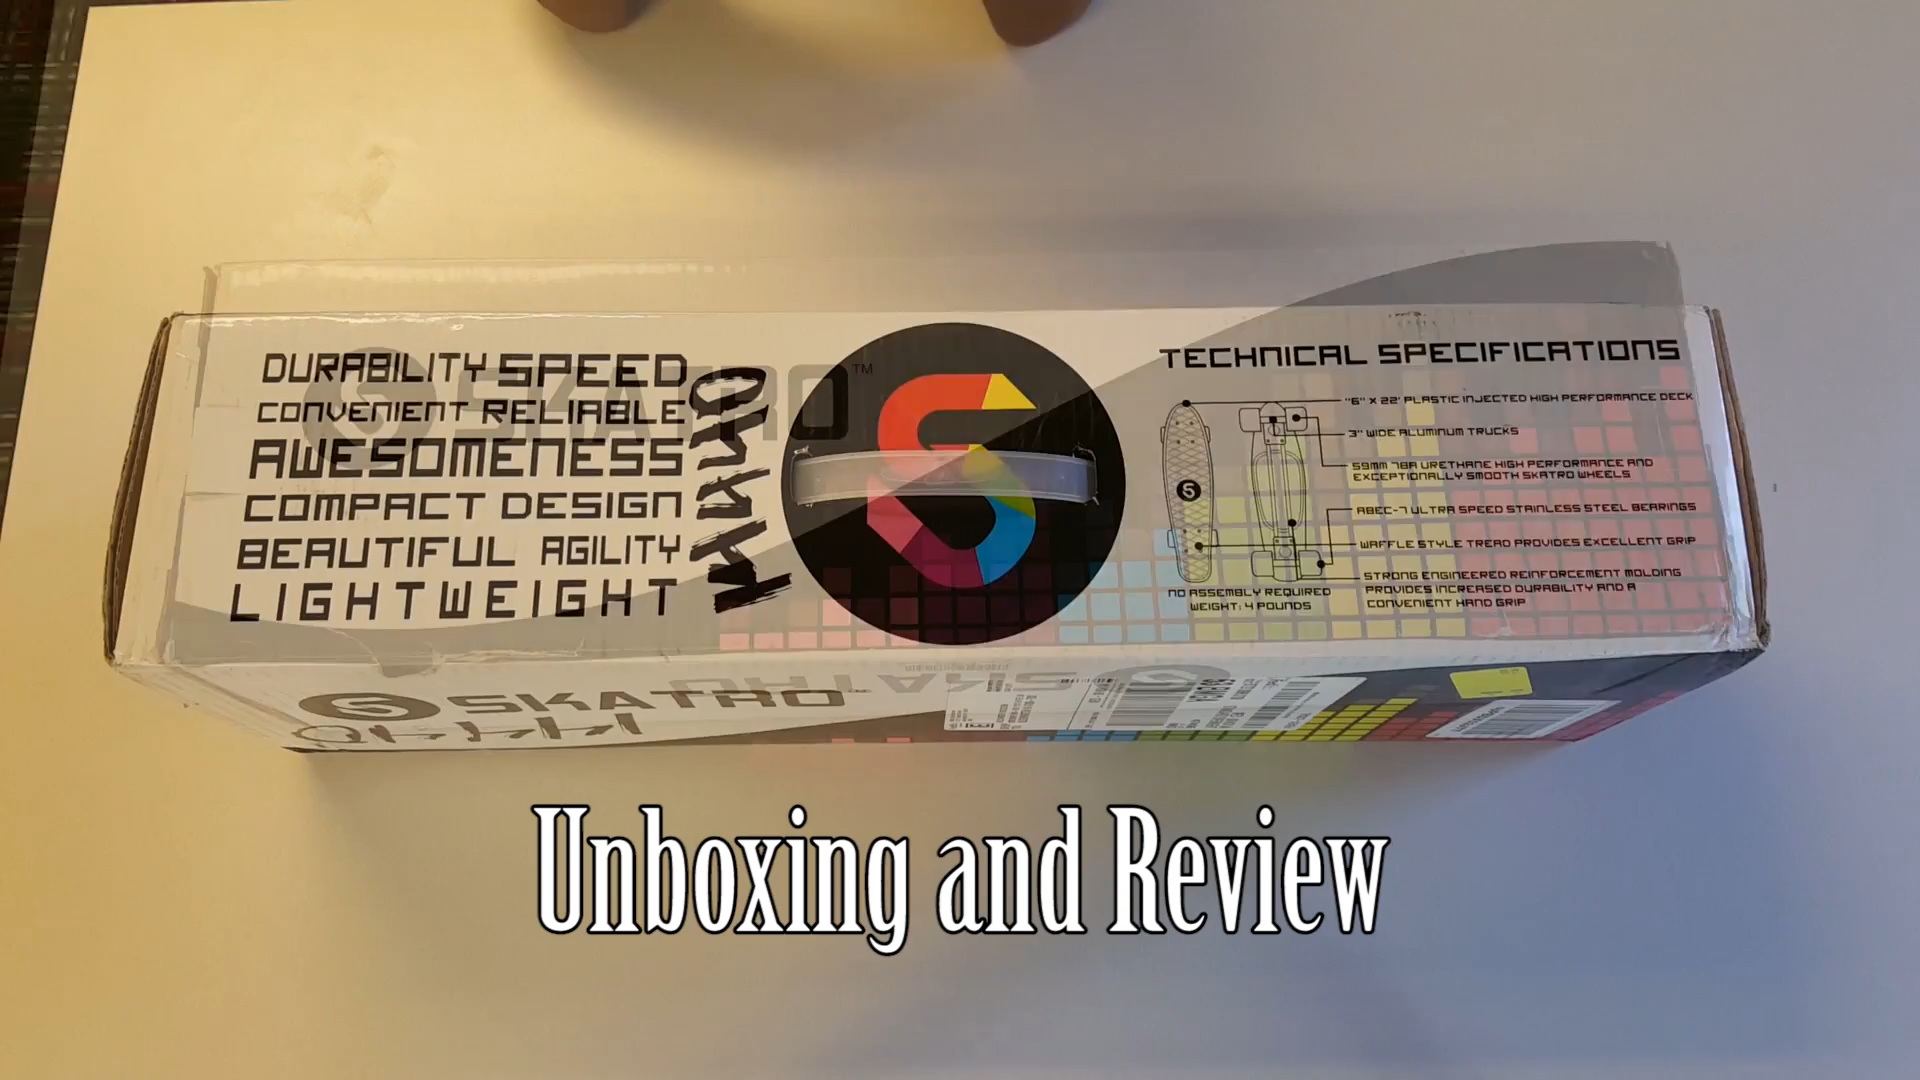 DURABILITY SPEED
CONVENIENT RELIABLE
AWESOMENESS
COMPACT DESIGN
BEAUTIFUL AGILITY
LIGHTWEIGHT
SKATRO
TM
S
TECHNICAL SPECIFICATIONS
"6" X 22' PLASTIC INJECTED HIGH PERFORMANCE DECK
3" WIDE ALUMINUM TRUCKS
59MM 78A URETHANE HIGH PERFORMANCE AND
EXCEPTIONALLY SMOOTH SKATRO WHEELS
ABEC-7 ULTRA SPEED STAINLESS STEEL BEARINGS
WAFFLE STYLE TREAD PROVIDES EXCELLENT GRIP
STRONG ENGINEERED REINFORCEMENT MOLDING
PROVIDES INCREASED DURABILITY AND A
CONVENIENT HAND GRIP
NO ASSEMBLY REQUIRED
WEIGHT: 4 POUNDS
S SKATRO
SKATRO
Unboxing and Review